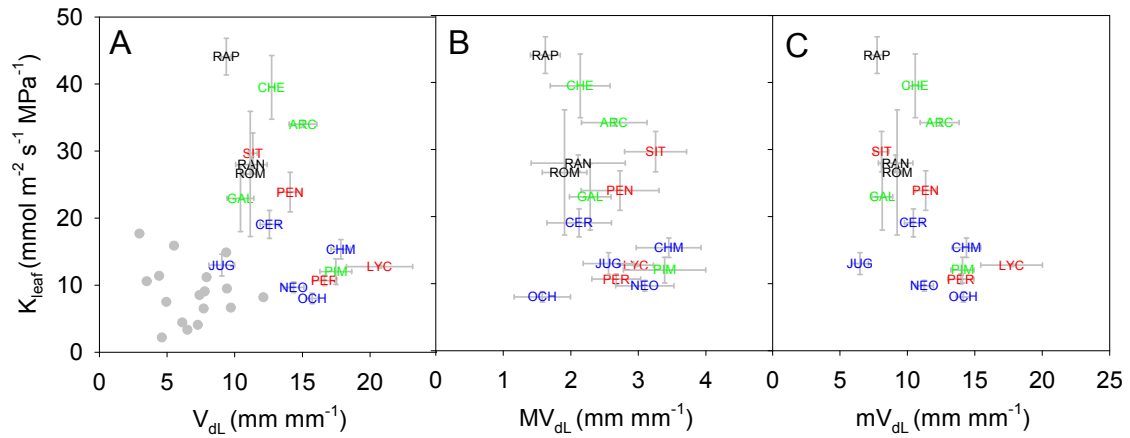 A
B
C
K_leaf (mmol m⁻² s⁻¹ MPa⁻¹)
50
40
30
20
10
0
RAP
CHE
ARC
SIT
RAN
ROM
PEN
GAL
CER
CHM
JUG
LYC
PIM
PER
NEO
OCH
RAP
CHE
ARC
SIT
RAN
ROM
PEN
GAL
CER
CHM
JUG
LYC
PIM
PER
NEO
OCH
RAP
CHE
ARC
SIT
RAN
ROM
PEN
GAL
CER
CHM
JUG
LYC
PIM
PER
NEO
OCH
0 5 10 15 20
0 1 2 3 4
0 5 10 15 20 25
V_dL (mm mm⁻¹)
MV_dL (mm mm⁻¹)
mV_dL (mm mm⁻¹)